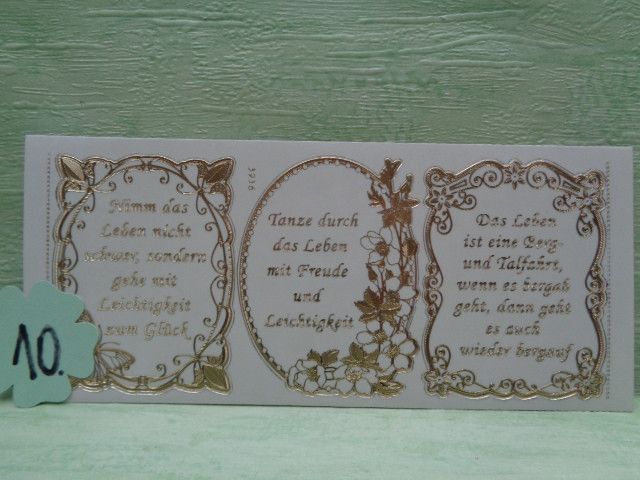 Nimm das
Leben nicht
schwer, sondern
gehe mit
Leichtigkeit
zum Glück
3936
Tanze durch
das Leben
mit Freude
und
Leichtigkeit
Das Leben
ist eine Berg-
und Talfahrt,
wenn es bergab
geht, dann geht
es auch
wieder bergauf
10.